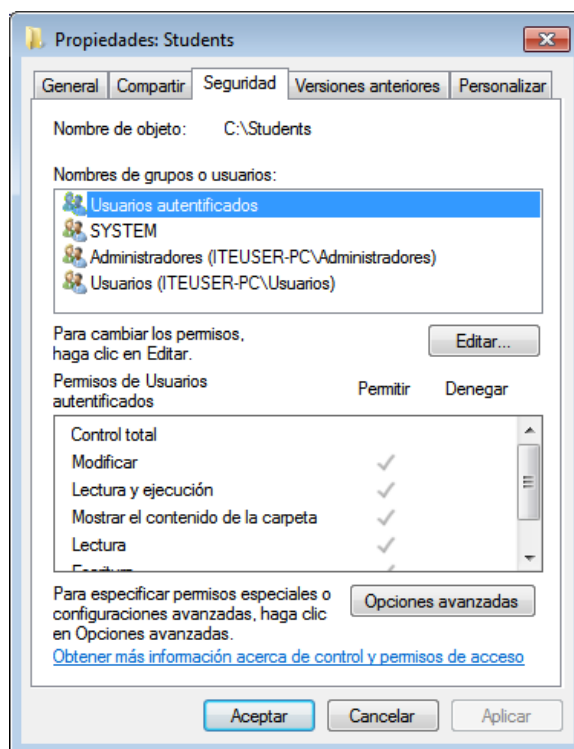 Propiedades: Students
General Compartir Seguridad Versiones anteriores Personalizar
Nombre de objeto: C:\Students
Nombres de grupos o usuarios:
Usuarios autentificados
SYSTEM
Administradores (ITEUSER-PC\Administradores)
Usuarios (ITEUSER-PC\Usuarios)
Para cambiar los permisos,
haga clic en Editar.
Editar...
Permisos de Usuarios
autentificados
Permitir Denegar
Control total
Modificar
Lectura y ejecución
Mostrar el contenido de la carpeta
Lectura
Escritura
Para especificar permisos especiales o
configuraciones avanzadas, haga clic
en Opciones avanzadas.
Opciones avanzadas
Obtener más información acerca de control y permisos de acceso
Aceptar Cancelar Aplicar